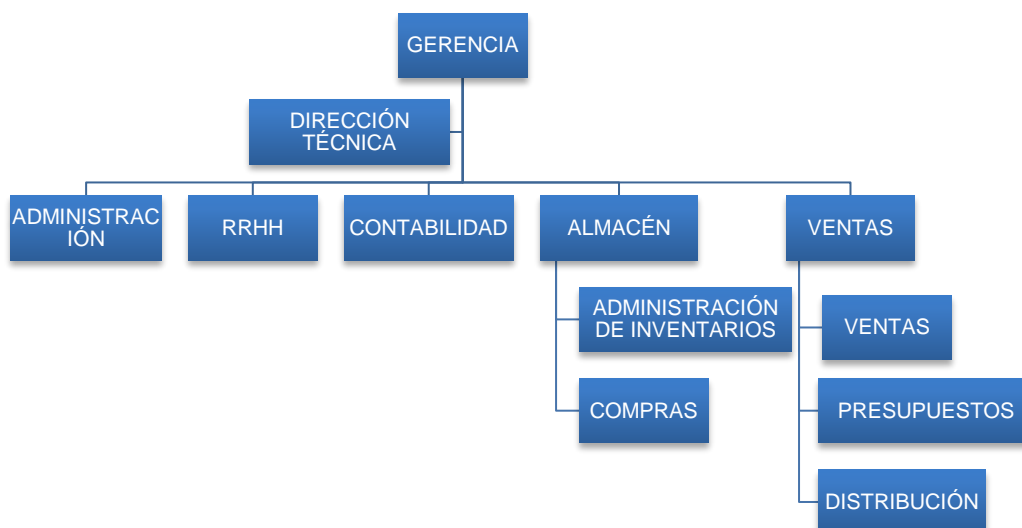 GERENCIA
DIRECCIÓN
TÉCNICA
ADMINISTRAC
IÓN
RRHH
CONTABILIDAD
ALMACÉN
VENTAS
ADMINISTRACIÓN
DE INVENTARIOS
VENTAS
COMPRAS
PRESUPUESTOS
DISTRIBUCIÓN